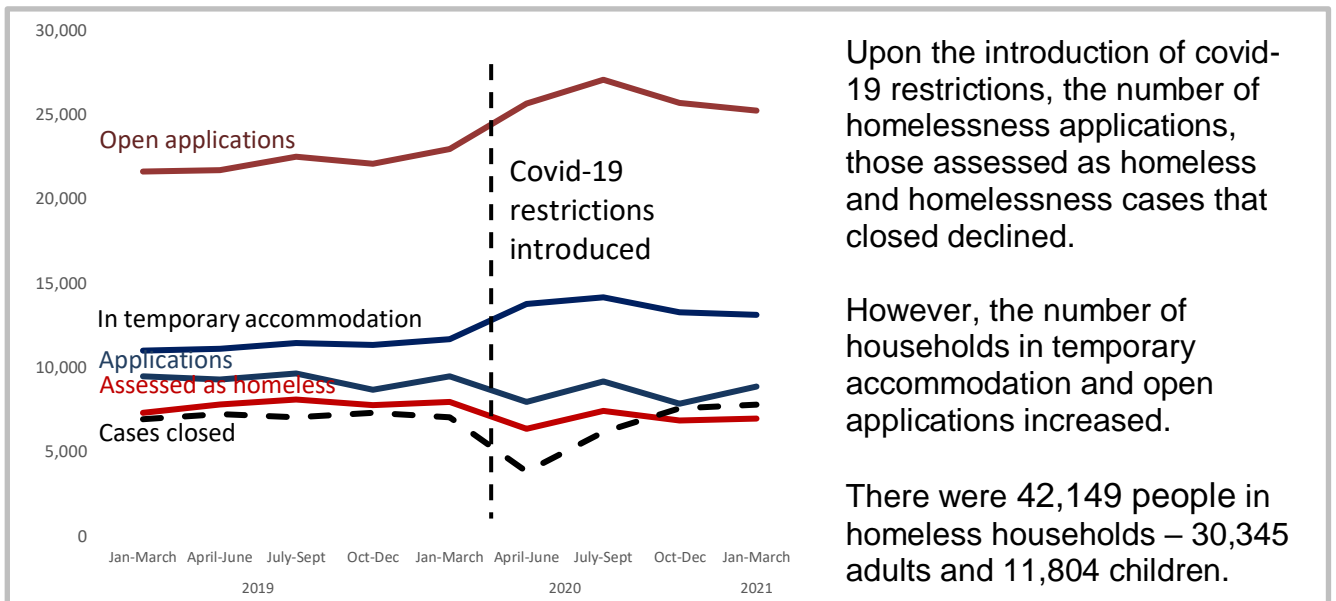 30,000
25,000
20,000
15,000
10,000
5,000
0
Open applications
In temporary accommodation
Applications
Assessed as homeless
Cases closed
Covid-19
restrictions
introduced
Jan-March April-June July-Sept Oct-Dec Jan-March April-June July-Sept Oct-Dec Jan-March
2019 2020 2021
Upon the introduction of covid-
19 restrictions, the number of
homelessness applications,
those assessed as homeless
and homelessness cases that
closed declined.
However, the number of
households in temporary
accommodation and open
applications increased.
There were 42,149 people in
homeless households – 30,345
adults and 11,804 children.